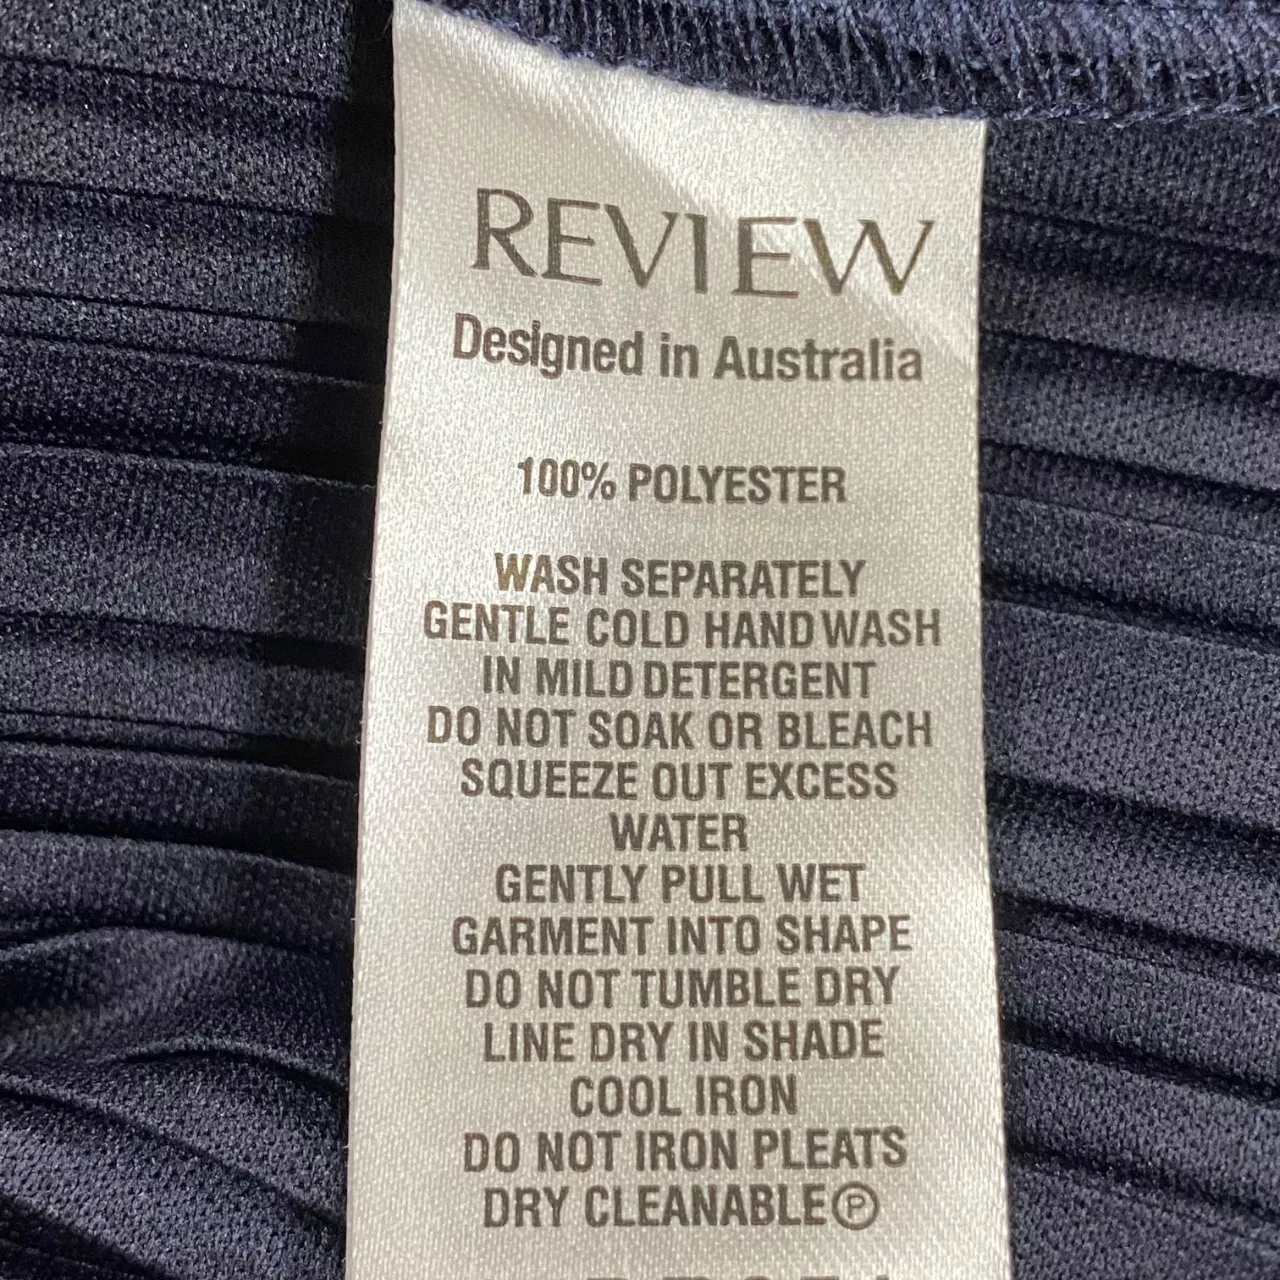 REVIEW
Designed in Australia
100% POLYESTER
WASH SEPARATELY
GENTLE COLD HAND WASH
IN MILD DETERGENT
DO NOT SOAK OR BLEACH
SQUEEZE OUT EXCESS
WATER
GENTLY PULL WET
GARMENT INTO SHAPE
DO NOT TUMBLE DRY
LINE DRY IN SHADE
COOL IRON
DO NOT IRON PLEATS
DRY CLEANABLE Ⓟ